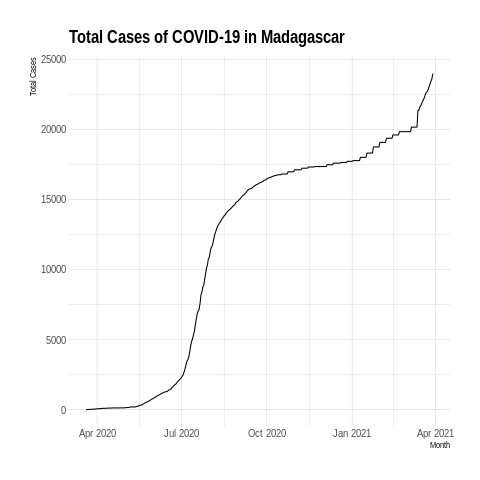 Total Cases of COVID-19 in Madagascar
Total Cases
25000
20000
15000
10000
5000
0
Apr 2020 Jul 2020 Oct 2020 Jan 2021 Apr 2021
Month